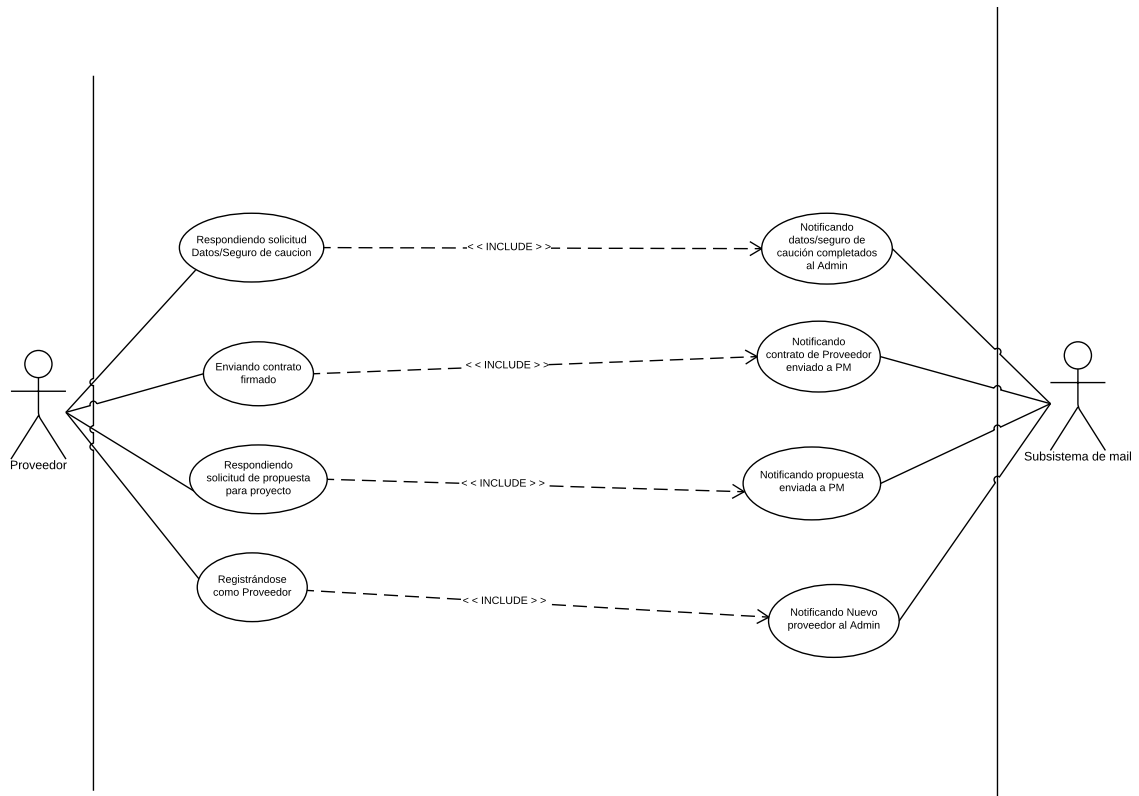 Respondiendo solicitud
Datos/Seguro de caucion
< < INCLUDE > >
Notificando
datos/seguro de
caución completados
al Admin
Enviando contrato
firmado
< < INCLUDE > >
Notificando
contrato de Proveedor
enviado a PM
Proveedor
Subsistema de mail
Respondiendo
solicitud de propuesta
para proyecto
< < INCLUDE > >
Notificando propuesta
enviada a PM
Registrándose
como Proveedor
< < INCLUDE > >
Notificando Nuevo
proveedor al Admin